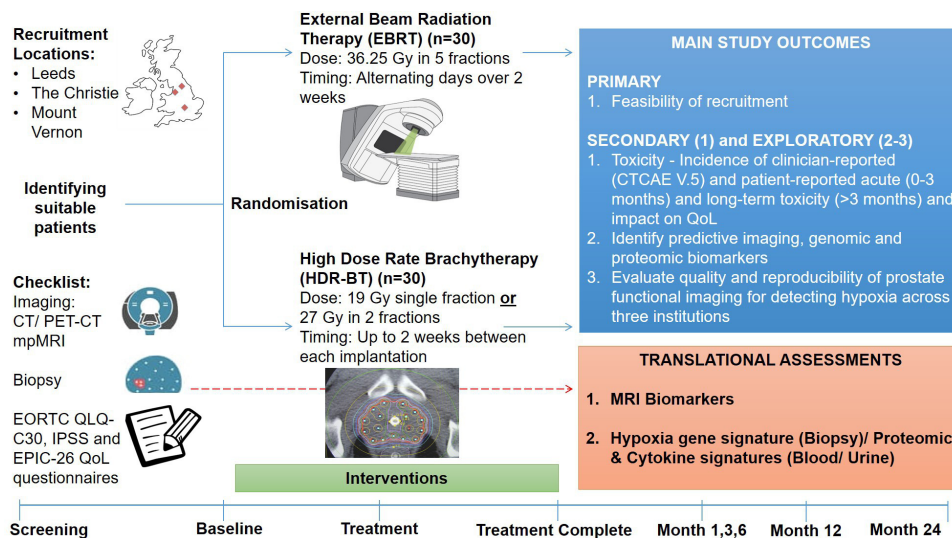 Recruitment
Locations:
• Leeds
• The Christie
• Mount
Vernon
Identifying
suitable
patients
Checklist:
Imaging:
CT/ PET-CT
mpMRI
Biopsy
EORTC QLQ-
C30, IPSS and
EPIC-26 QoL
questionnaires
Randomisation
External Beam Radiation
Therapy (EBRT) (n=30)
Dose: 36.25 Gy in 5 fractions
Timing: Alternating days over 2
weeks
High Dose Rate Brachytherapy
(HDR-BT) (n=30)
Dose: 19 Gy single fraction or
27 Gy in 2 fractions
Timing: Up to 2 weeks between
each implantation
Interventions
MAIN STUDY OUTCOMES
PRIMARY
1. Feasibility of recruitment
SECONDARY (1) and EXPLORATORY (2-3)
1. Toxicity - Incidence of clinician-reported
(CTCAE V.5) and patient-reported acute (0-3
months) and long-term toxicity (>3 months) and
impact on QoL
2. Identify predictive imaging, genomic and
proteomic biomarkers
3. Evaluate quality and reproducibility of prostate
functional imaging for detecting hypoxia across
three institutions
TRANSLATIONAL ASSESSMENTS
1. MRI Biomarkers
2. Hypoxia gene signature (Biopsy)/ Proteomic
& Cytokine signatures (Blood/ Urine)
Screening
Baseline
Treatment
Treatment Complete
Month 1,3,6
Month 12
Month 24